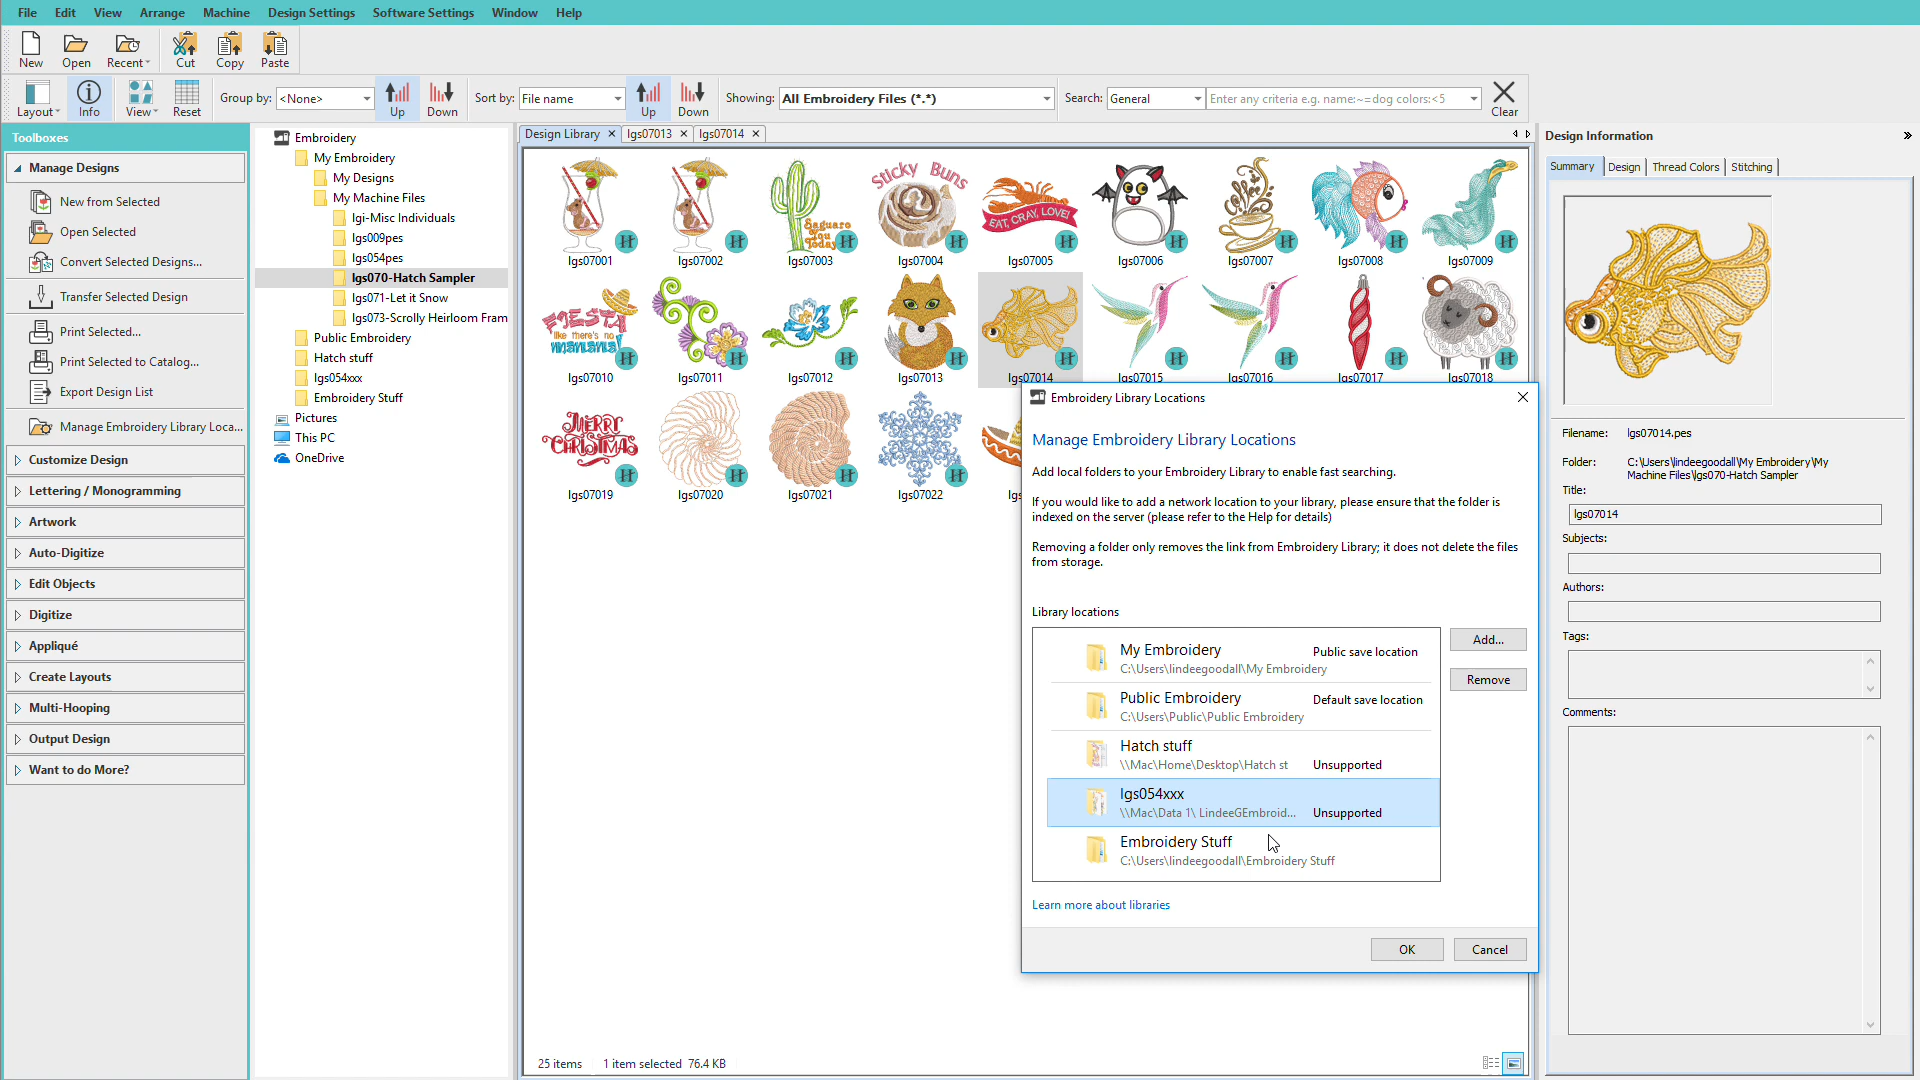 File Edit View Arrange Machine Design Settings Software Settings Window Help
New Open Recent Cut Copy Paste
Layout Info View Reset Group by: <None> Up Down Sort by: File name Up Down Showing: All Embroidery Files (*.*) Search: General Enter any criteria e.g. name:~=dog colors:<5 Clear
Toolboxes
Manage Designs
New from Selected
Open Selected
Convert Selected Designs...
Transfer Selected Design
Print Selected...
Print Selected to Catalog...
Export Design List
Manage Embroidery Library Loca...
Customize Design
Lettering / Monogramming
Artwork
Auto-Digitize
Edit Objects
Digitize
Appliqué
Create Layouts
Multi-Hooping
Output Design
Want to do More?
Embroidery
My Embroidery
My Designs
My Machine Files
lgi-Misc Individuals
lgs009pes
lgs054pes
lgs070-Hatch Sampler
lgs071-Let it Snow
lgs073-Scrolly Heirloom Fram
Public Embroidery
Hatch stuff
lgs054xxx
Embroidery Stuff
Pictures
This PC
OneDrive
Design Library lgs07013 lgs07014
Saguaro
You
Today
Sticky Buns
EAT, CRAY, LOVE!
Coffee
lgs07001 lgs07002 lgs07003 lgs07004 lgs07005 lgs07006 lgs07007 lgs07008 lgs07009
FIESTA
like there's no
mañana!
lgs07010 lgs07011 lgs07012 lgs07013 lgs07014 lgs07015 lgs07016 lgs07017 lgs07018
MERRY
CHRISTMAS
lgs07019 lgs07020 lgs07021 lgs07022 lgs
25 items 1 item selected 76.4 KB
Embroidery Library Locations
Manage Embroidery Library Locations
Add local folders to your Embroidery Library to enable fast searching.
If you would like to add a network location to your library, please ensure that the folder is
indexed on the server (please refer to the Help for details)
Removing a folder only removes the link from Embroidery Library; it does not delete the files
from storage.
Library locations
My Embroidery Public save location
C:\Users\lindeegoodall\My Embroidery
Public Embroidery Default save location
C:\Users\Public\Public Embroidery
Hatch stuff
\\Mac\Home\Desktop\Hatch st Unsupported
lgs054xxx
\\Mac\Data 1\ LindeeGEmbroid... Unsupported
Embroidery Stuff
C:\Users\lindeegoodall\Embroidery Stuff
Add...
Remove
Learn more about libraries
OK Cancel
Design Information
Summary Design Thread Colors Stitching
Filename: lgs07014.pes
Folder: C:\Users\lindeegoodall\My Embroidery\My
Machine Files\lgs070-Hatch Sampler
Title:
lgs07014
Subjects:
Authors:
Tags:
Comments: